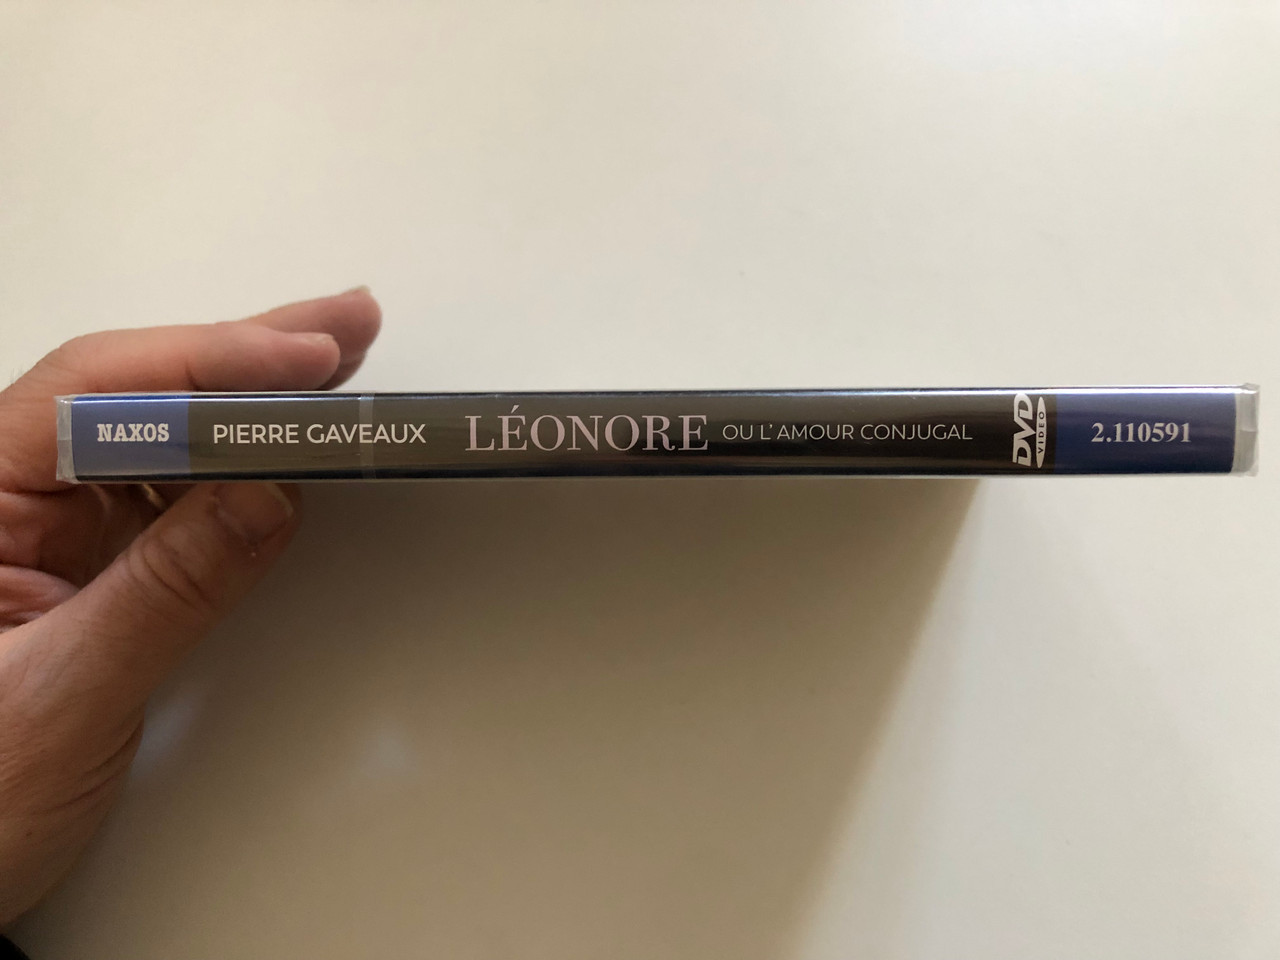 NAXOS PIERRE GAVEAUX LÉONORE OU L'AMOUR CONJUGAL DVD VIDEO 2.110591